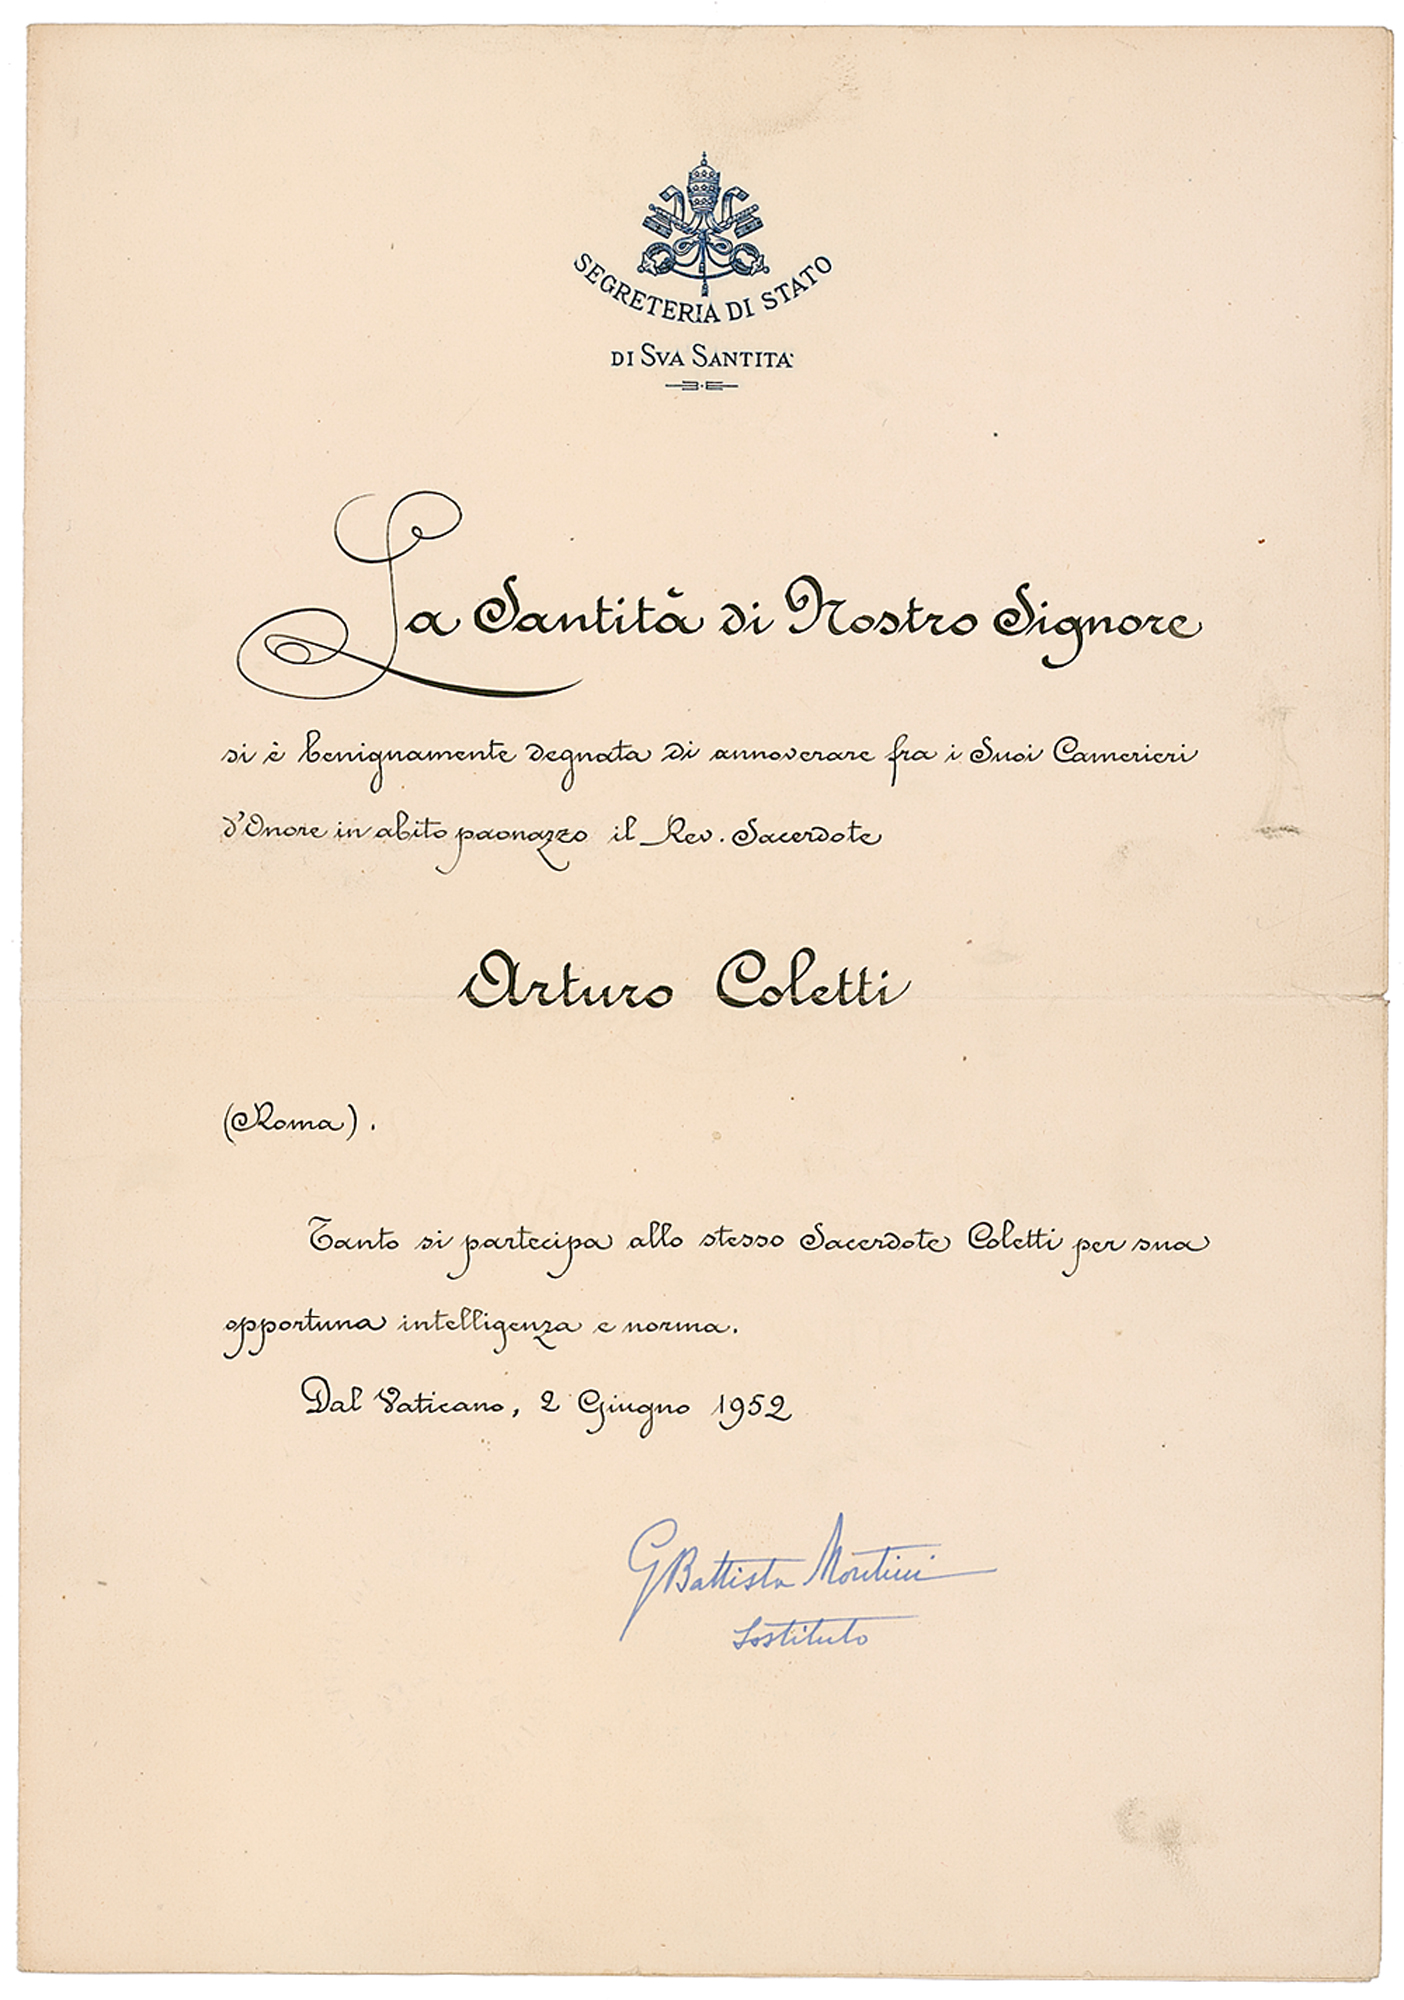 SEGRETERIA DI STATO
DI SVA SANTITA'
La Santità di Nostro Signore
si è benignamente degnata di annoverare fra i Suoi Camerieri
d'Onore in abito paonazzo il Rev. Sacerdote
Arturo Coletti
(Roma).
Tanto si partecipa allo stesso Sacerdote Coletti per sua
opportuna intelligenza e norma.
Dal Vaticano, 2 Giugno 1952
GBattista Montini
Sostituto